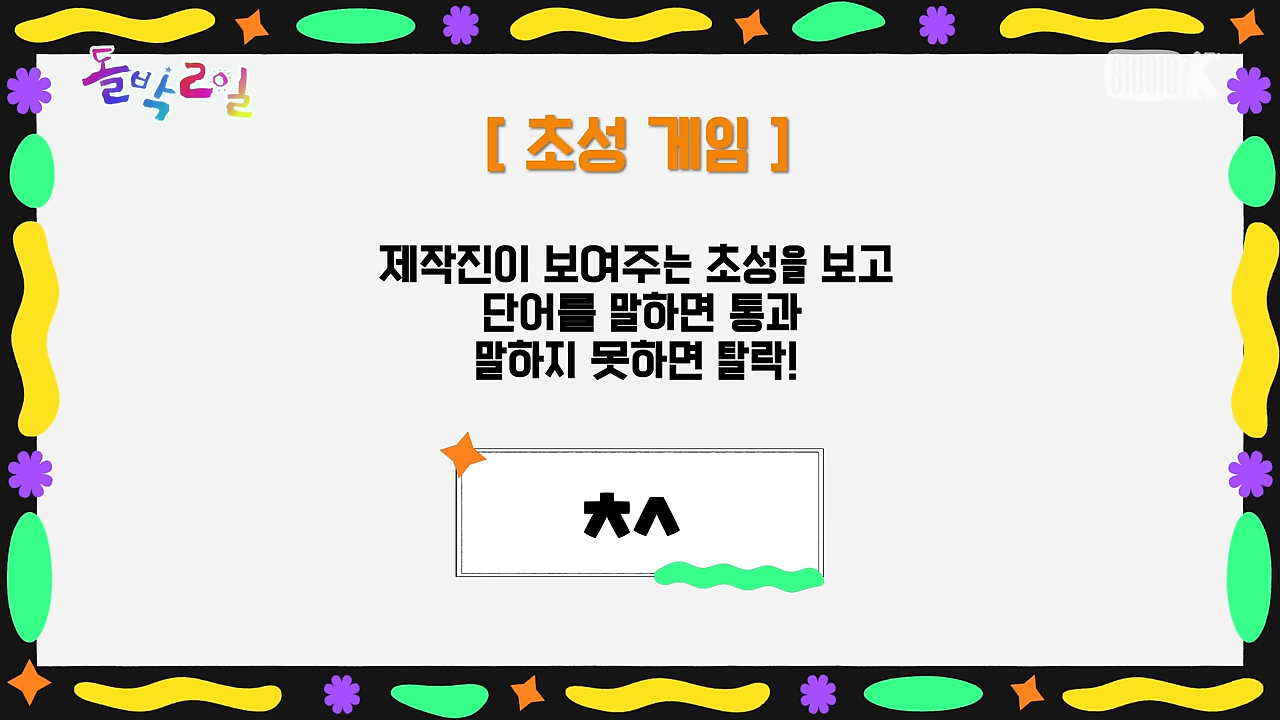 돌박2일
STUDIO K
[ 초성 게임 ]
제작진이 보여주는 초성을 보고
단어를 말하면 통과
말하지 못하면 탈락!
ㅊㅅ